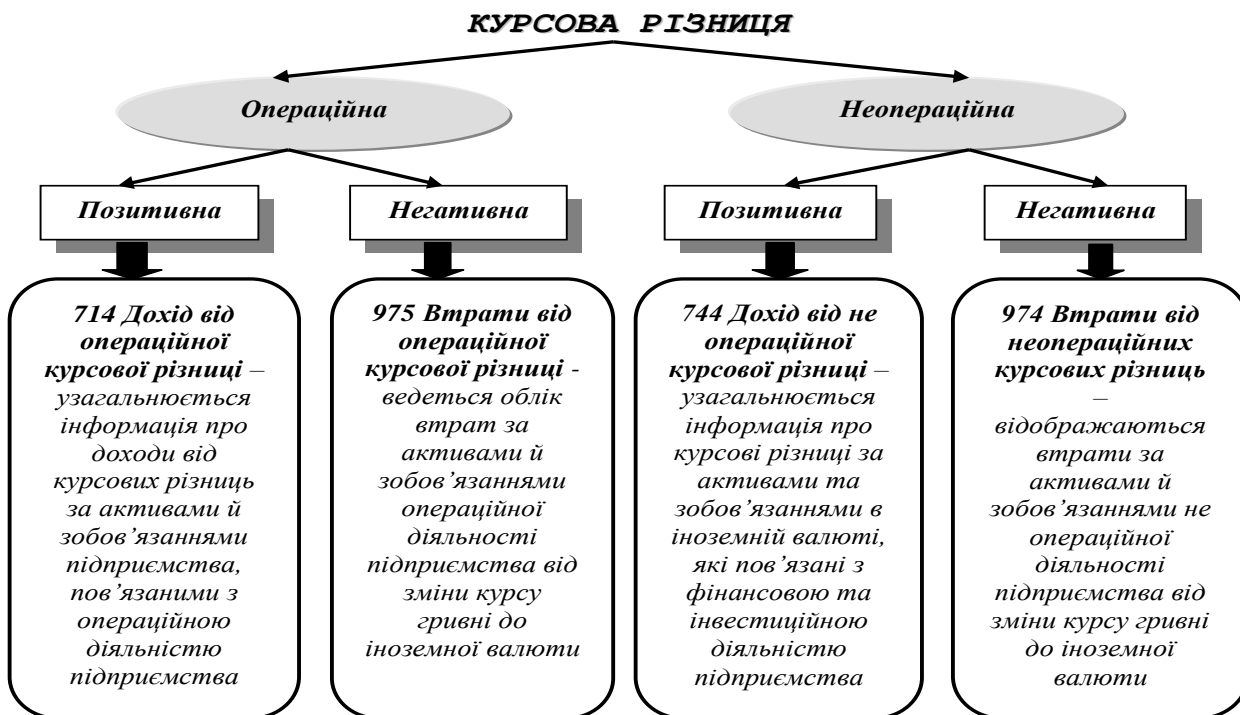 КУРСОВА РІЗНИЦЯ
Операційна
Неопераційна
Позитивна
Негативна
Позитивна
Негативна
714 Дохід від
операційної
курсової різниці –
узагальнюється
інформація про
доходи від
курсових різниць
за активами й
зобов’язаннями
підприємства,
пов’язаними з
операційною
діяльністю
підприємства
975 Втрати від
операційної
курсової різниці -
ведеться облік
втрат за
активами й
зобов’язаннями
операційної
діяльності
підприємства від
зміни курсу
гривні до
іноземної валюти
744 Дохід від не
операційної
курсової різниці –
узагальнюється
інформація про
курсові різниці за
активами та
зобов’язаннями в
іноземній валюті,
які пов’язані з
фінансовою та
інвестиційною
діяльністю
підприємства
974 Втрати від
неопераційних
курсових різниць
–
відображаються
втрати за
активами й
зобов’язаннями не
операційної
діяльності
підприємства від
зміни курсу гривні
до іноземної
валюти